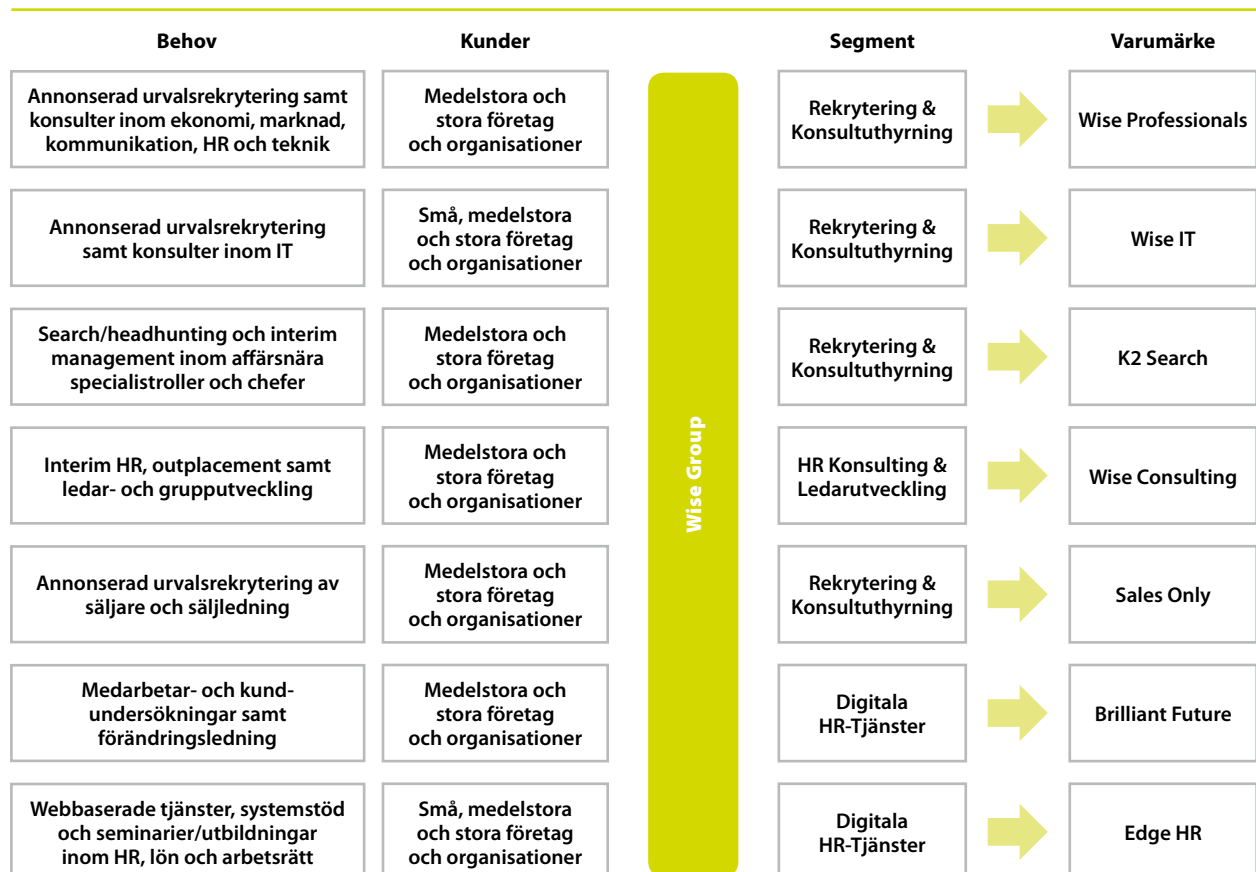 Behov
Kunder
Segment
Varumärke
Annonserad urvalsrekrytering samt
konsulter inom ekonomi, marknad,
kommunikation, HR och teknik
Medelstora och
stora företag
och organisationer
Rekrytering &
Konsultuthyrning
Wise Professionals
Annonserad urvalsrekrytering
samt konsulter inom IT
Små, medelstora
och stora företag
och organisationer
Rekrytering &
Konsultuthyrning
Wise IT
Search/headhunting och interim
management inom affärsnära
specialistroller och chefer
Medelstora och
stora företag
och organisationer
Rekrytering &
Konsultuthyrning
K2 Search
Interim HR, outplacement samt
ledar- och grupputveckling
Medelstora och
stora företag
och organisationer
Wise Group
HR Konsulting &
Ledarutveckling
Wise Consulting
Annonserad urvalsrekrytering av
säljare och säljledning
Medelstora och
stora företag
och organisationer
Rekrytering &
Konsultuthyrning
Sales Only
Medarbetar- och kund-
undersökningar samt
förändringsledning
Medelstora och
stora företag
och organisationer
Digitala
HR-Tjänster
Brilliant Future
Webbaserade tjänster, systemstöd
och seminarier/utbildningar
inom HR, lön och arbetsrätt
Små, medelstora
och stora företag
och organisationer
Digitala
HR-Tjänster
Edge HR